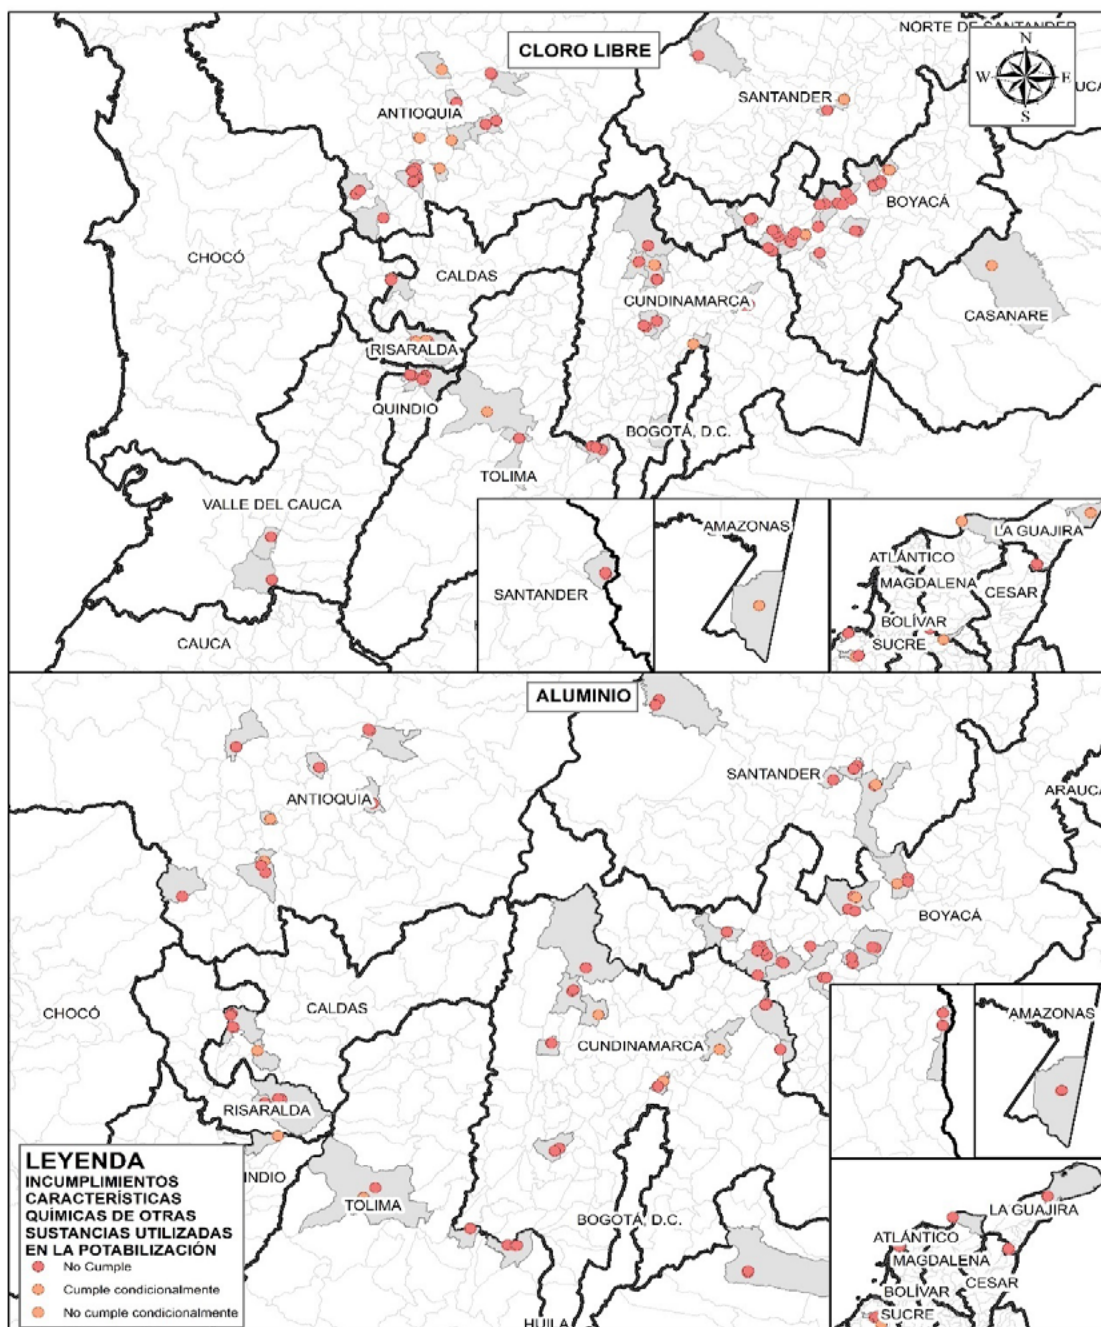 CLORO LIBRE
NORTE DE SANTANDER
N
W E
S
UCA
SANTANDER
ANTIOQUIA
BOYACÁ
CHOCÓ
CALDAS
CUNDINAMARCA
CASANARE
RISARALDA
QUINDIO
BOGOTÁ, D.C.
TOLIMA
VALLE DEL CAUCA
CAUCA
SANTANDER
AMAZONAS
LA GUAJIRA
ATLÁNTICO
MAGDALENA
CESAR
BOLÍVAR
SUCRE
ALUMINIO
SANTANDER
ARAUCA
ANTIOQUIA
BOYACÁ
CHOCÓ
CALDAS
CUNDINAMARCA
AMAZONAS
RISARALDA
INDIO
TOLIMA
BOGOTÁ, D.C.
HUILA
LA GUAJIRA
ATLÁNTICO
MAGDALENA
CESAR
BOLÍVAR
SUCRE
LEYENDA
INCUMPLIMIENTOS
CARACTERÍSTICAS
QUÍMICAS DE OTRAS
SUSTANCIAS UTILIZADAS
EN LA POTABILIZACIÓN
No Cumple
Cumple condicionalmente
No cumple condicionalmente